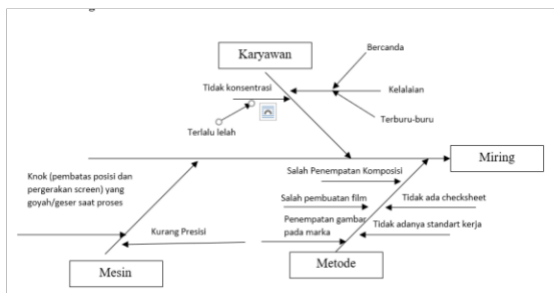 Karyawan
Bercanda
Tidak konsentrasi
Kelalaian
Terlalu lelah
Terburu-buru
Miring
Salah Penempatan Komposisi
Knok (pembatas posisi dan
pergerakan screen) yang
goyah/geser saat proses
Salah pembuatan film
Tidak ada checksheet
Penempatan gambar
pada marka
Tidak adanya standart kerja
Kurang Presisi
Mesin
Metode